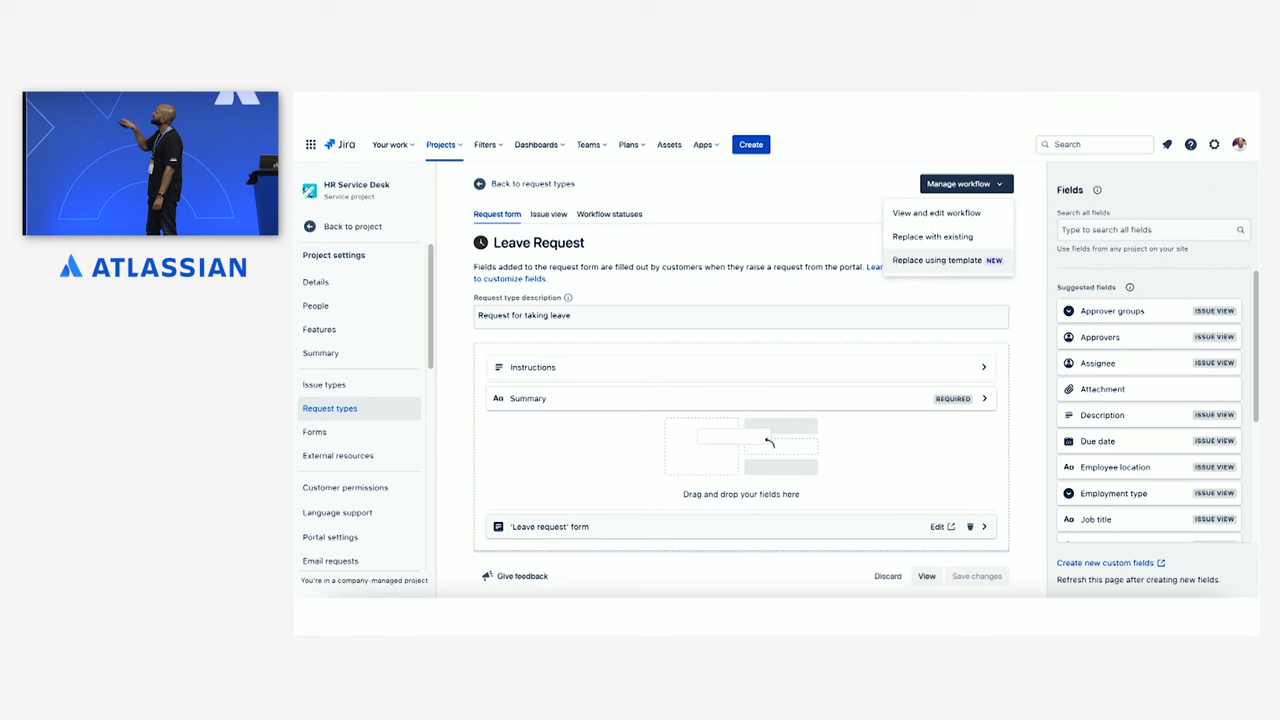 ATLASSIAN
Jira
Your work
Projects
Filters
Dashboards
Teams
Plans
Assets
Apps
Create
Search
HR Service Desk
Service project
Back to project
Project settings
Details
People
Features
Summary
Issue types
Request types
Forms
External resources
Customer permissions
Language support
Portal settings
Email requests
You're in a company-managed project
Back to request types
Manage workflow
View and edit workflow
Replace with existing
Replace using template NEW
Request form
Issue view
Workflow statuses
Leave Request
Fields added to the request form are filled out by customers when they raise a request from the portal. Lea
to customize fields.
Request type description
Request for taking leave
Instructions
Aa Summary REQUIRED
Drag and drop your fields here
'Leave request' form Edit
Give feedback
Discard
View
Save changes
Fields
Search all fields
Type to search all fields
Use fields from any project on your site
Suggested fields
Approver groups ISSUE VIEW
Approvers ISSUE VIEW
Assignee ISSUE VIEW
Attachment
Description ISSUE VIEW
Due date ISSUE VIEW
Aa Employee location ISSUE VIEW
Employment type ISSUE VIEW
Aa Job title ISSUE VIEW
Create new custom fields
Refresh this page after creating new fields.